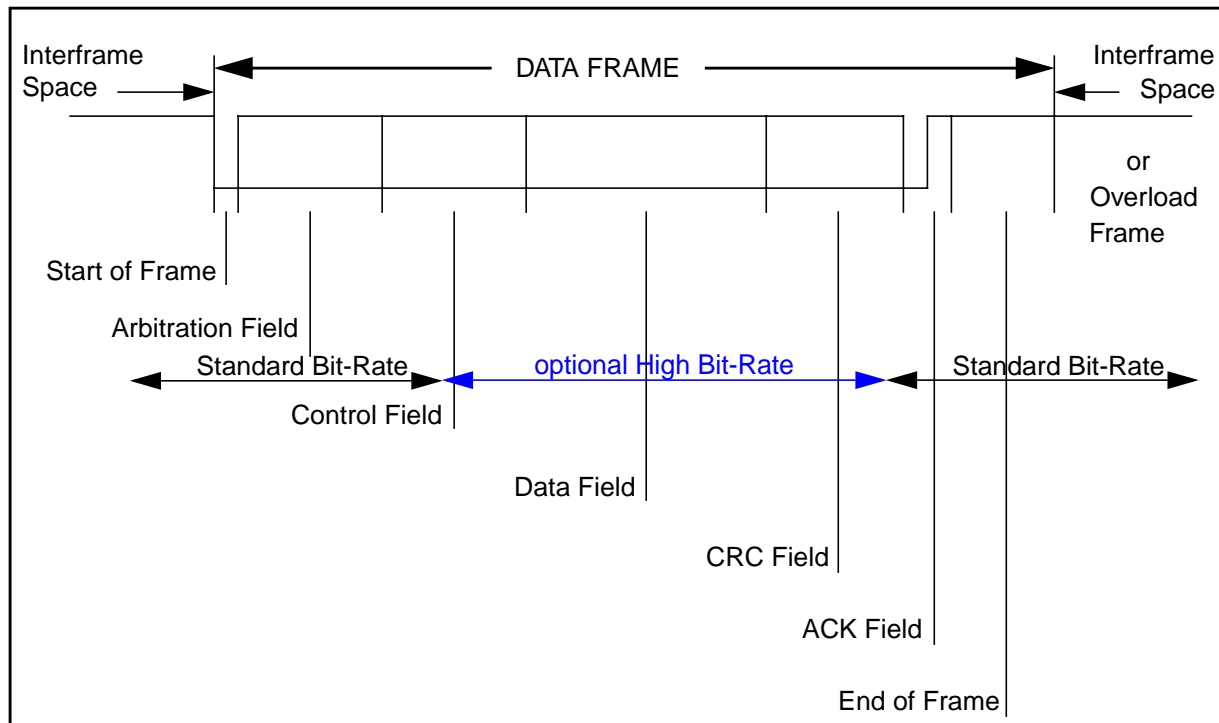 Interframe
Space
DATA FRAME
Interframe
Space
or
Overload
Frame
Start of Frame
Arbitration Field
Standard Bit-Rate
optional High Bit-Rate
Standard Bit-Rate
Control Field
Data Field
CRC Field
ACK Field
End of Frame